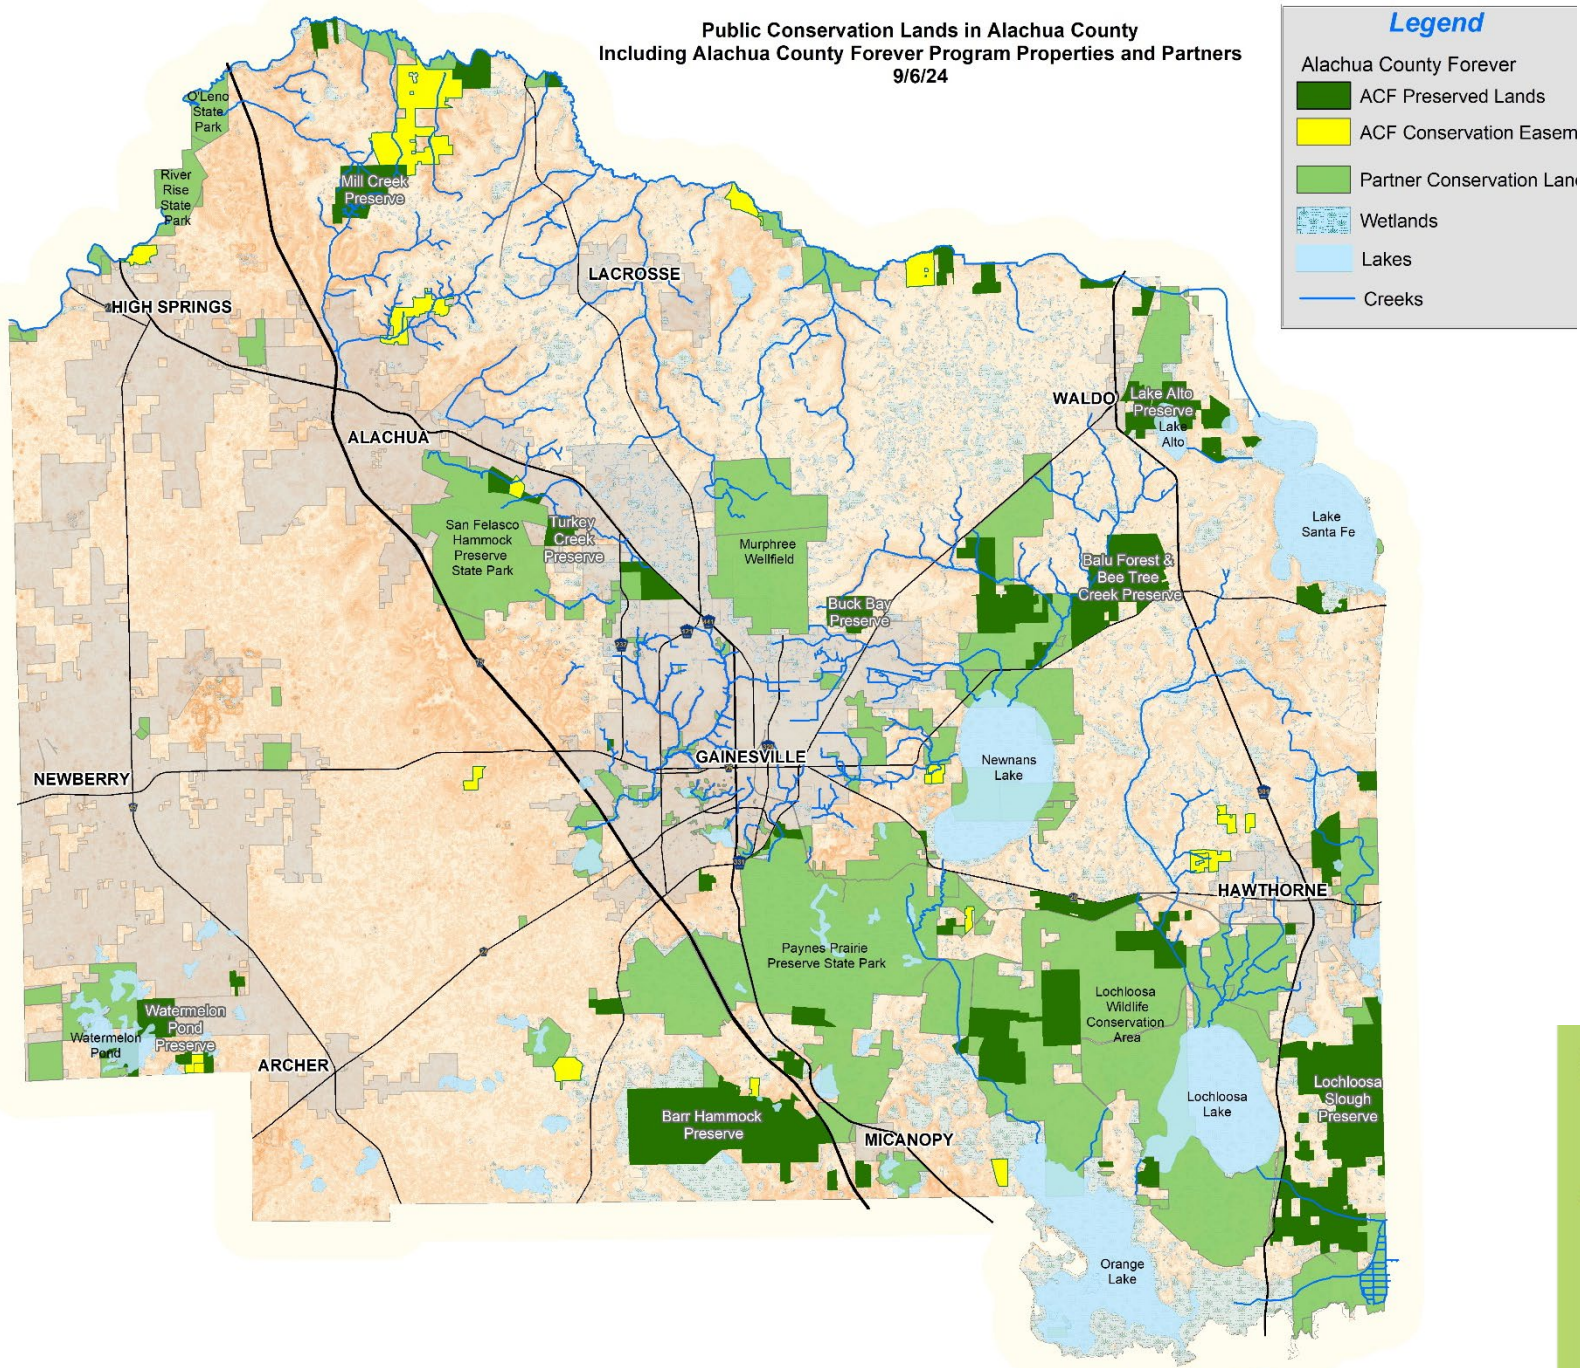 Public Conservation Lands in Alachua County
Including Alachua County Forever Program Properties and Partners
9/6/24
Legend
Alachua County Forever
ACF Preserved Lands
ACF Conservation Easem
Partner Conservation Lan
Wetlands
Lakes
Creeks
O'Leno
State
Park
River
Rise
State
Park
Mill Creek
Preserve
LACROSSE
HIGH SPRINGS
ALACHUA
WALDO
Lake Alto
Preserve
Lake
Alto
Lake
Santa Fe
San Felasco
Hammock
Preserve
State Park
Turkey
Creek
Preserve
Murphree
Wellfield
Buck Bay
Preserve
Balu Forest &
Bee Tree
Creek Preserve
441
NEWBERRY
GAINESVILLE
Newnans
Lake
301
HAWTHORNE
Paynes Prairie
Preserve State Park
Lochloosa
Wildlife
Conservation
Area
Watermelon
Pond
Watermelon
Pond
Preserve
ARCHER
Barr Hammock
Preserve
MICANOPY
Lochloosa
Lake
Lochloosa
Slough
Preserve
Orange
Lake